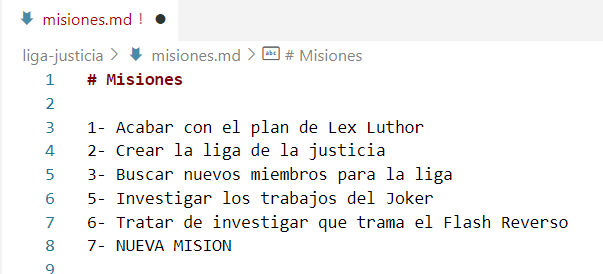 misiones.md !
liga-justicia > misiones.md > abc # Misiones
1 # Misiones
2
3 1- Acabar con el plan de Lex Luthor
4 2- Crear la liga de la justicia
5 3- Buscar nuevos miembros para la liga
6 5- Investigar los trabajos del Joker
7 6- Tratar de investigar que trama el Flash Reverso
8 7- NUEVA MISION
9